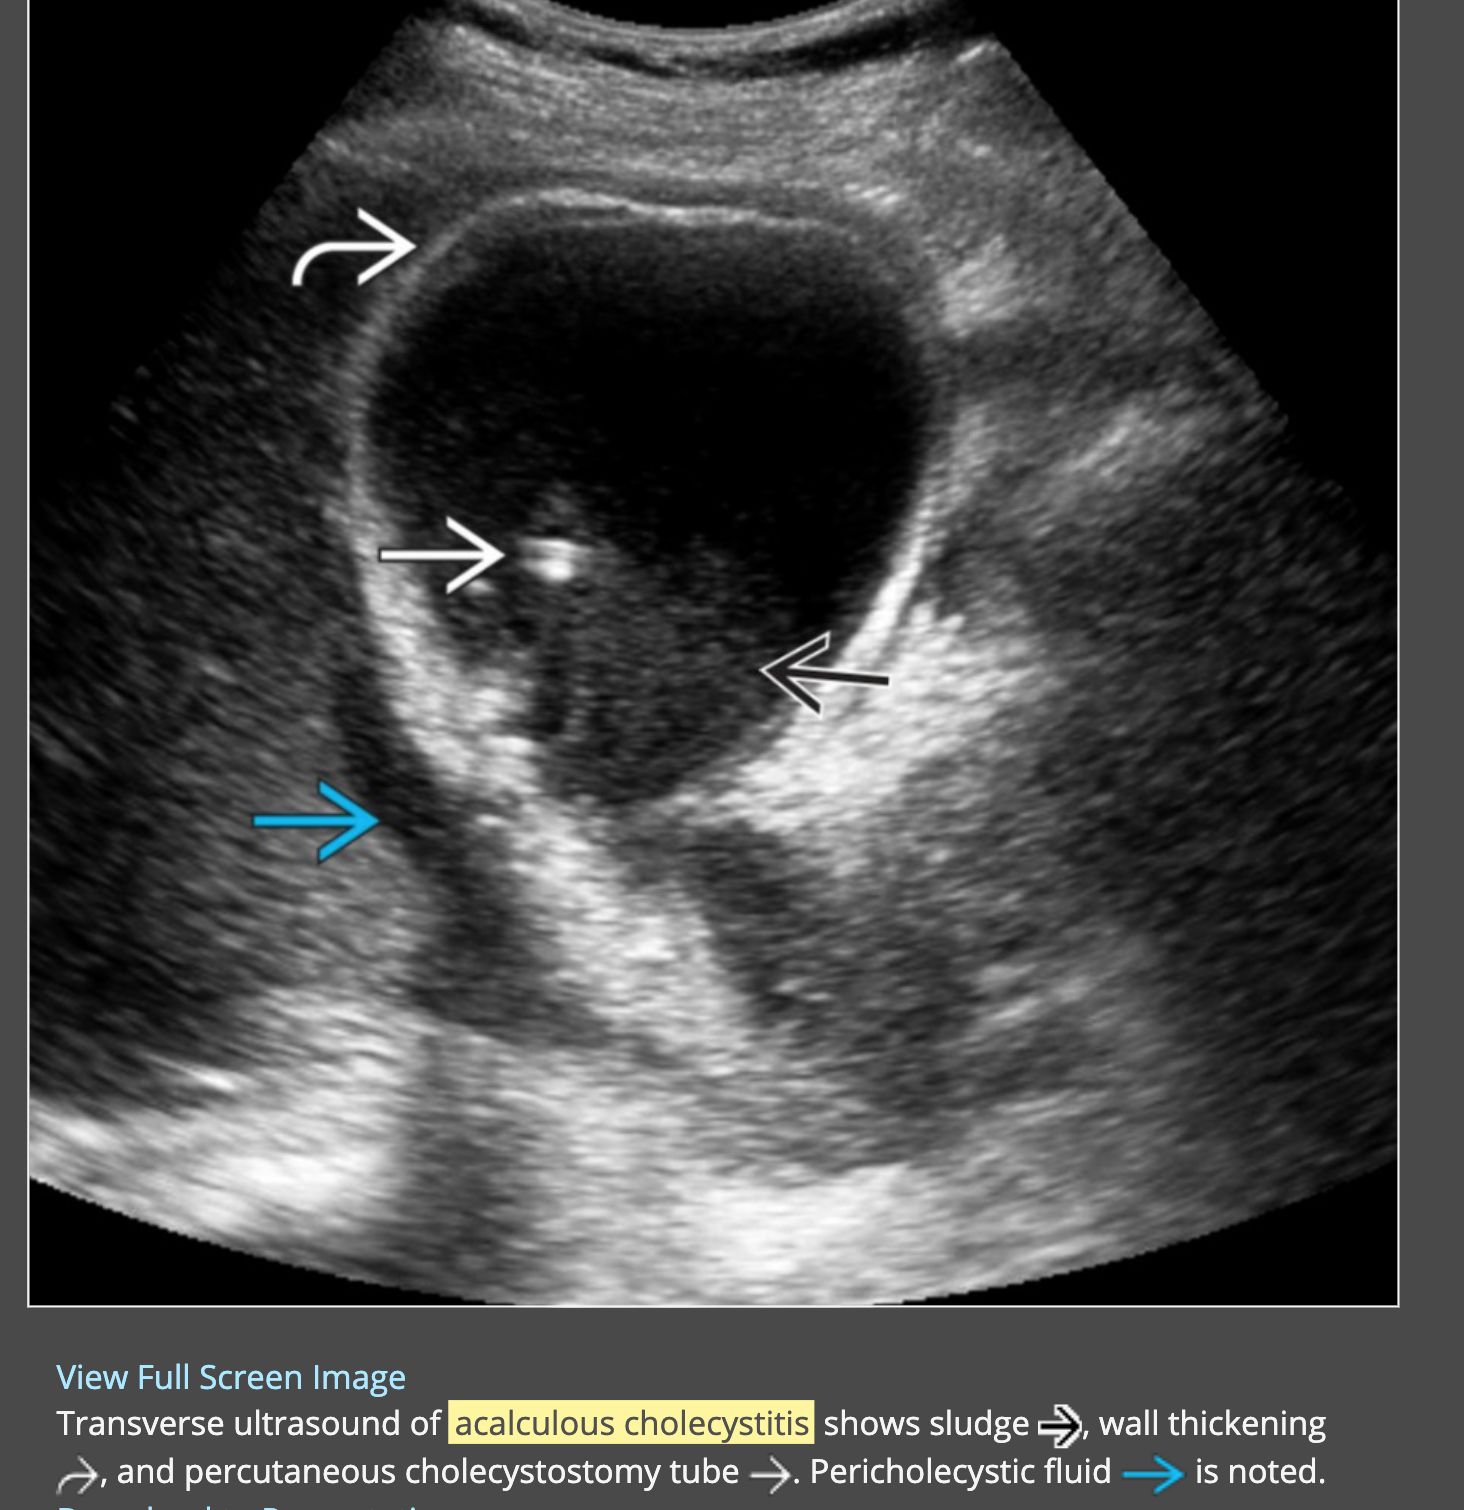 View Full Screen Image
Transverse ultrasound of acalculous cholecystitis shows sludge , wall thickening
, and percutaneous cholecystostomy tube . Pericholecystic fluid is noted.